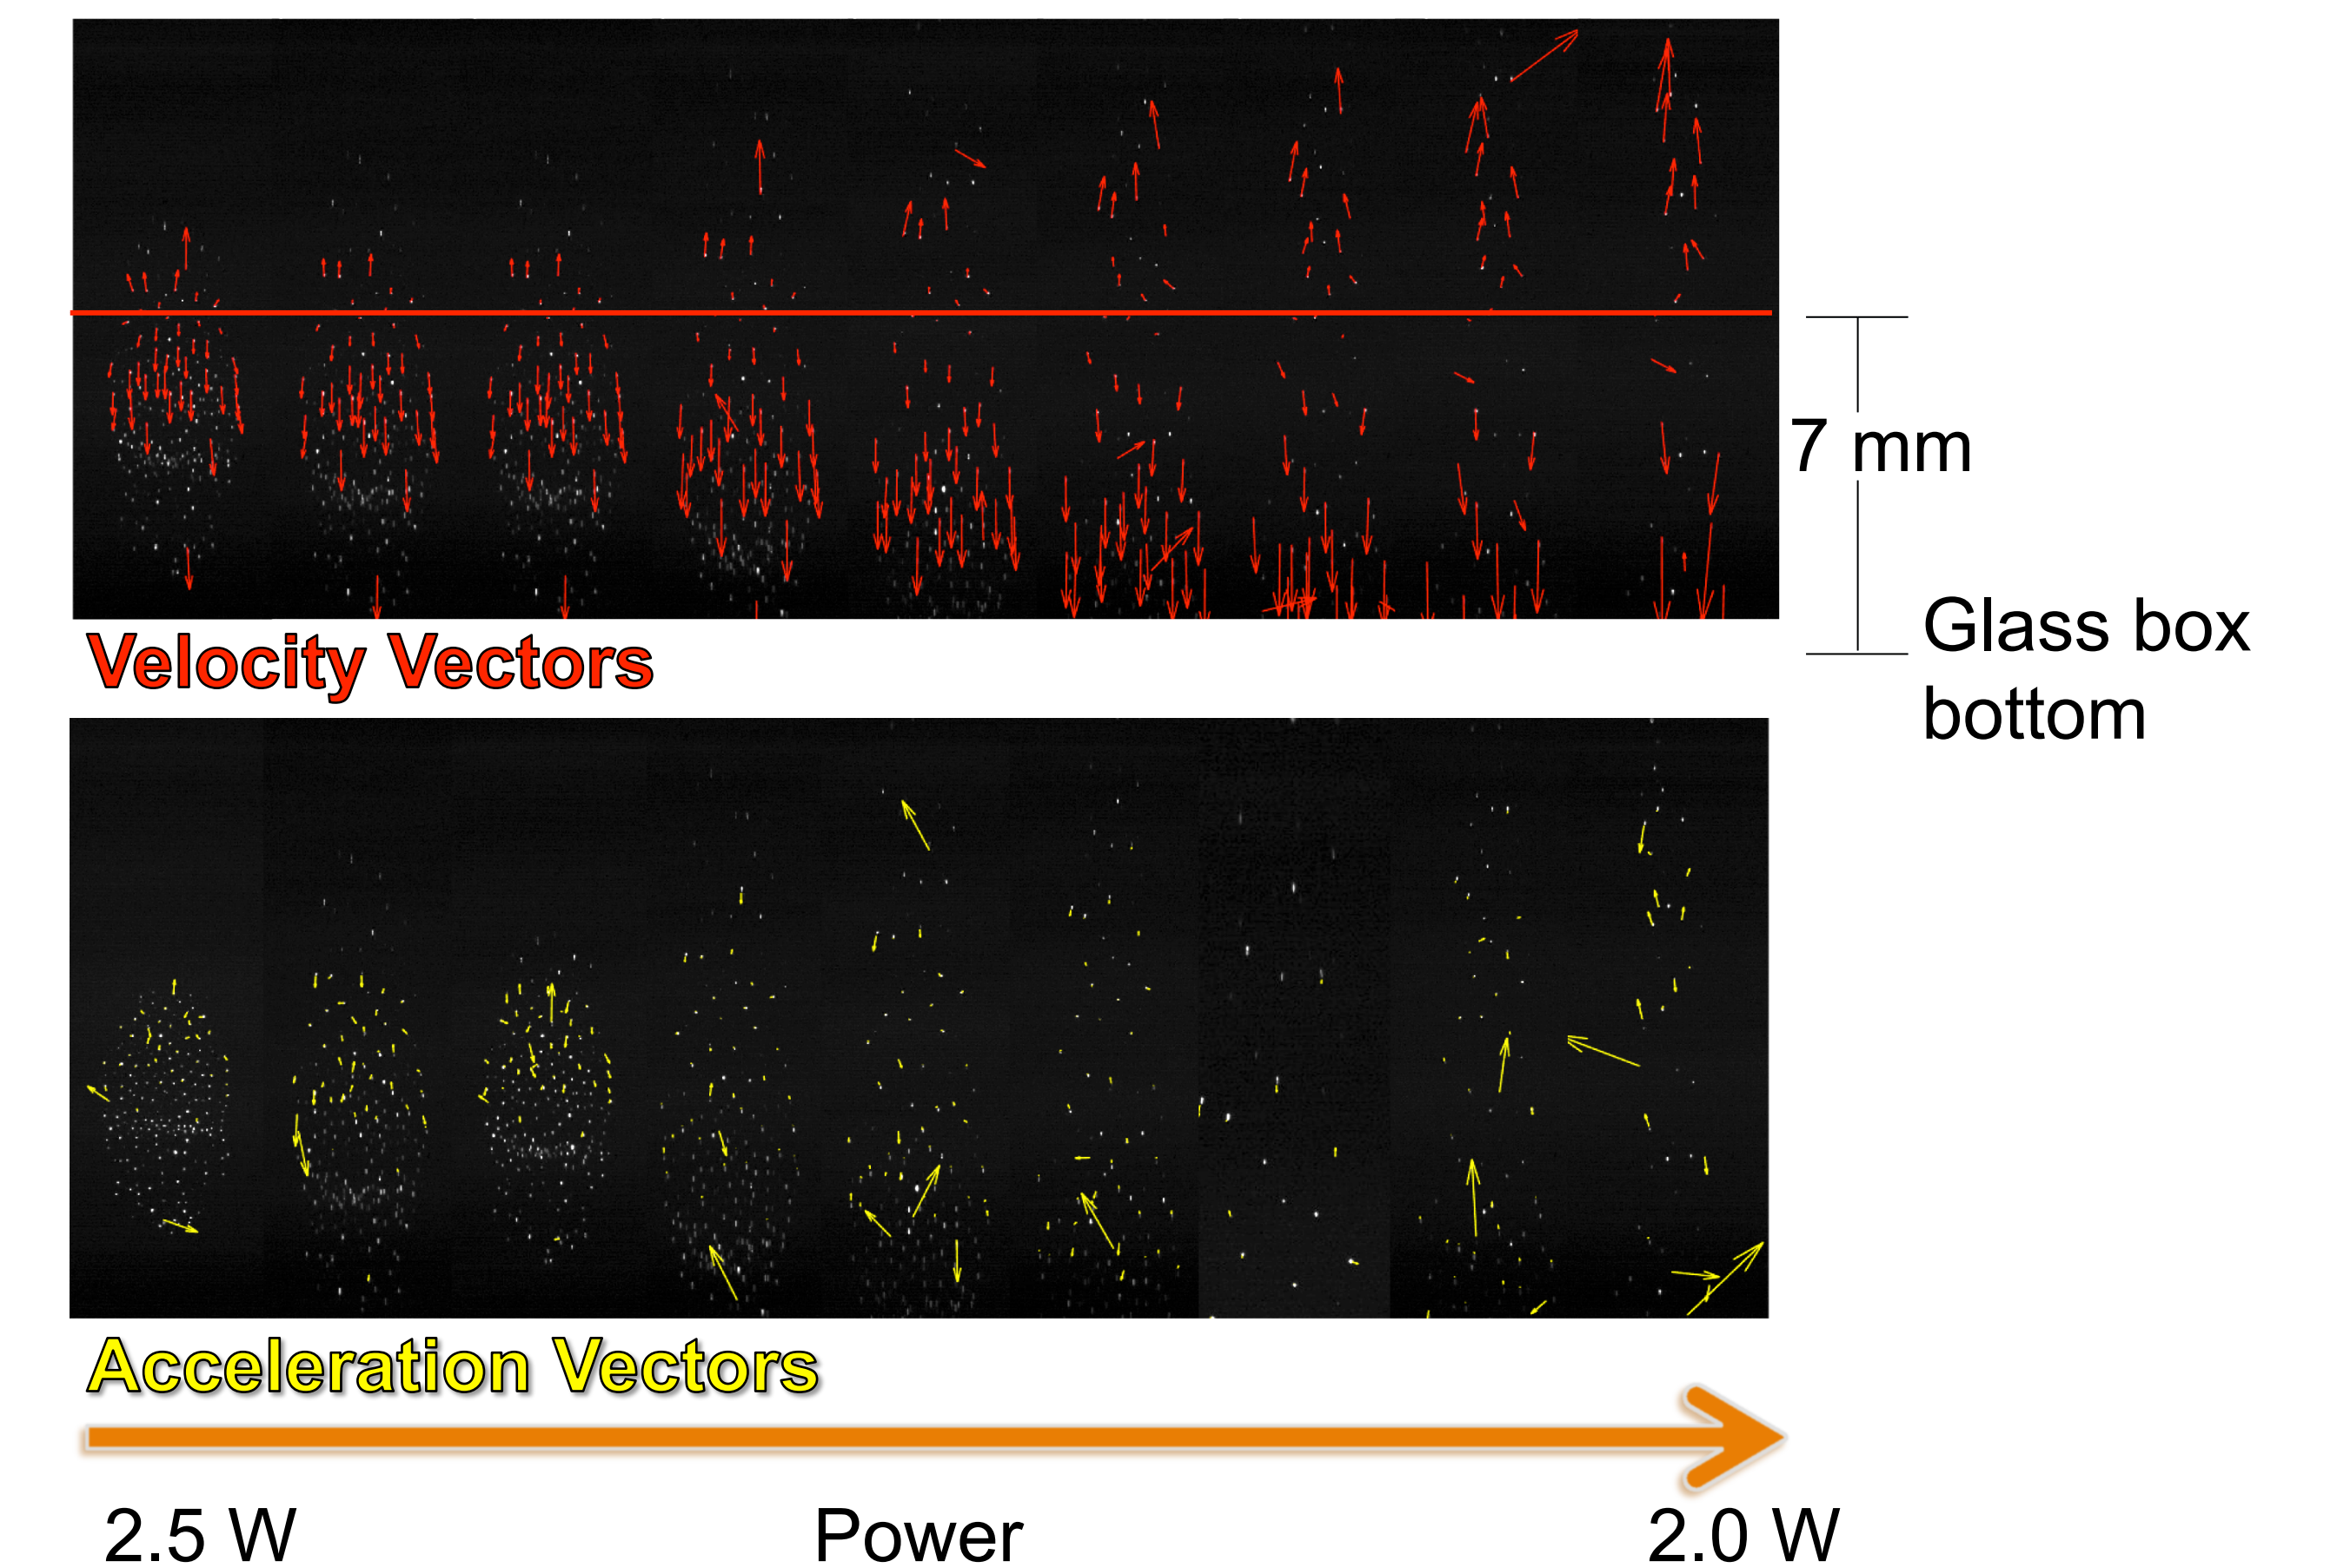 7 mm
Glass box
bottom
Velocity Vectors
Acceleration Vectors
2.5 W
Power
2.0 W